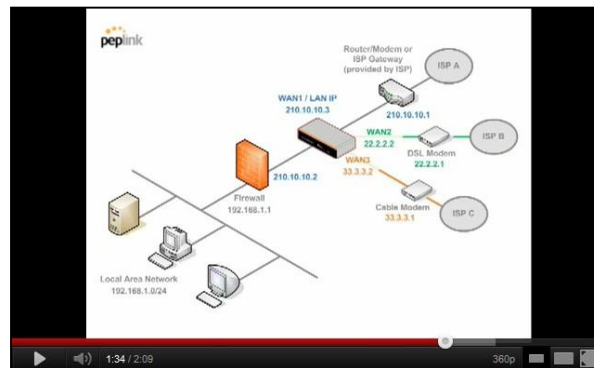 peplink
Router/Modem or
ISP Gateway
(provided by ISP)
ISP A
WAN1 / LAN IP
210.10.10.3
210.10.10.1
WAN2
22.2.2.2
ISP B
DSL Modem
22.2.2.1
WAN3
33.3.3.2
210.10.10.2
Firewall
192.168.1.1
Cable Modem
33.3.3.1
ISP C
Local Area Network
192.168.1.0/24
1:34 / 2:09
360p